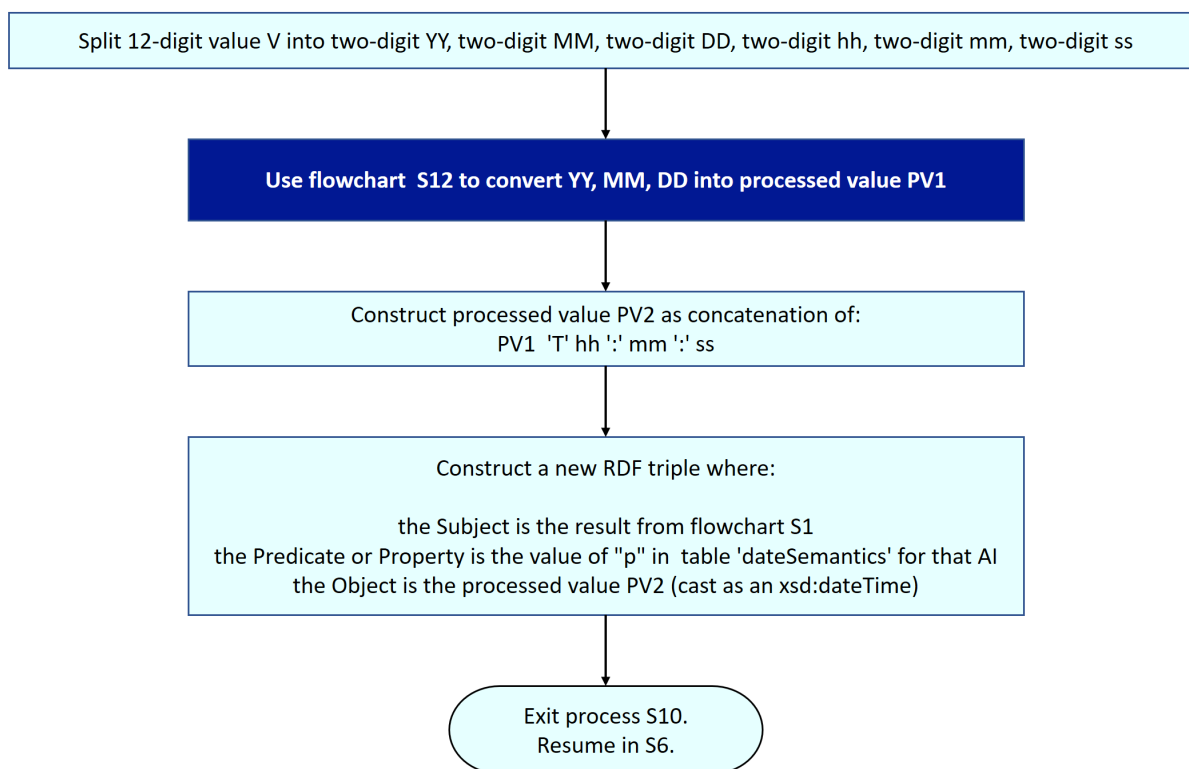 Split 12-digit value V into two-digit YY, two-digit MM, two-digit DD, two-digit hh, two-digit mm, two-digit ss
Use flowchart S12 to convert YY, MM, DD into processed value PV1
Construct processed value PV2 as concatenation of:
PV1 'T' hh ':' mm ':' ss
Construct a new RDF triple where:
the Subject is the result from flowchart S1
the Predicate or Property is the value of "p" in table 'dateSemantics' for that AI
the Object is the processed value PV2 (cast as an xsd:dateTime)
Exit process S10.
Resume in S6.